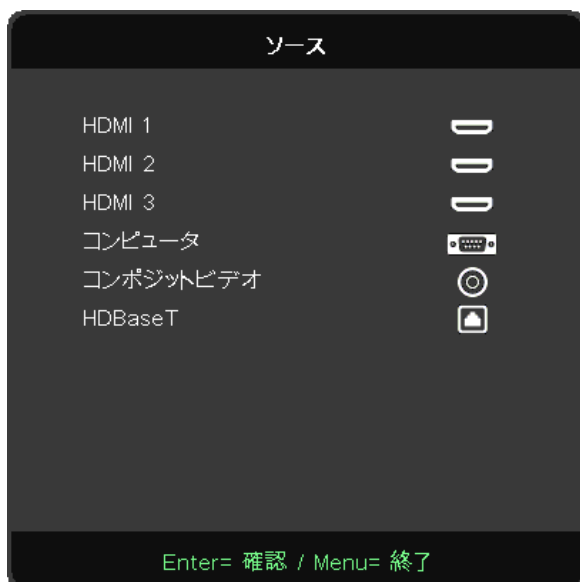 ソース
HDMI 1
HDMI 2
HDMI 3
コンピュータ
コンポジットビデオ
HDBaseT
Enter= 確認 / Menu= 終了